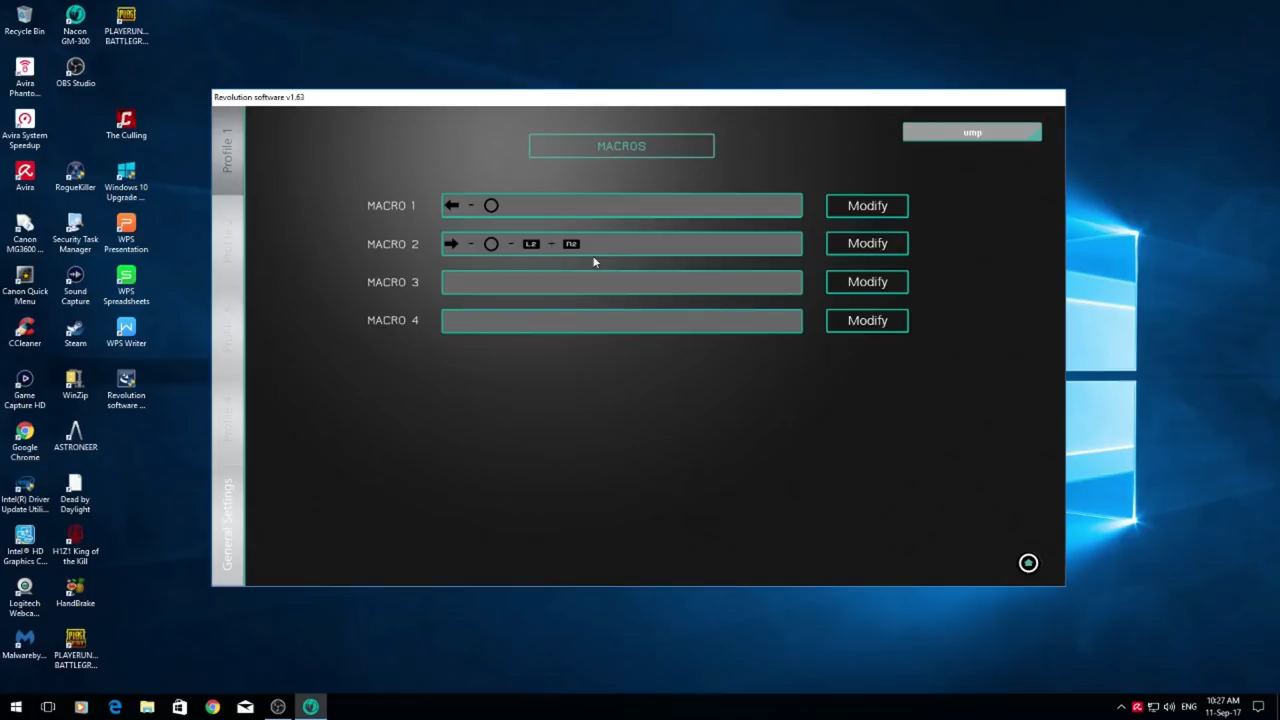 Recycle Bin
Nacon
GM-300
PLAYERUN...
BATTLEGR...
Avira
Phanto...
OBS Studio
Avira System
Speedup
The Culling
Avira
RogueKiller
Windows 10
Upgrade ...
Canon
MG3600 ...
Security Task
Manager
WPS
Presentation
Canon Quick
Menu
Sound
Capture
WPS
Spreadsheets
CCleaner
Steam
WPS Writer
Game
Capture HD
WinZip
Revolution
software ...
Google
Chrome
ASTRONEER
Intel(R) Driver
Update Utili...
Dead by
Daylight
Intel® HD
Graphics C...
H1Z1 King of
the Kill
Logitech
Webca...
HandBrake
Malwareby...
PLAYERUN...
BATTLEGR...
Revolution software v1.63
Profile 1
General Settings
MACROS
ump
MACRO 1 - Modify
MACRO 2 - - L2 - R2 Modify
MACRO 3 Modify
MACRO 4 Modify
ENG
10:27 AM
11-Sep-17